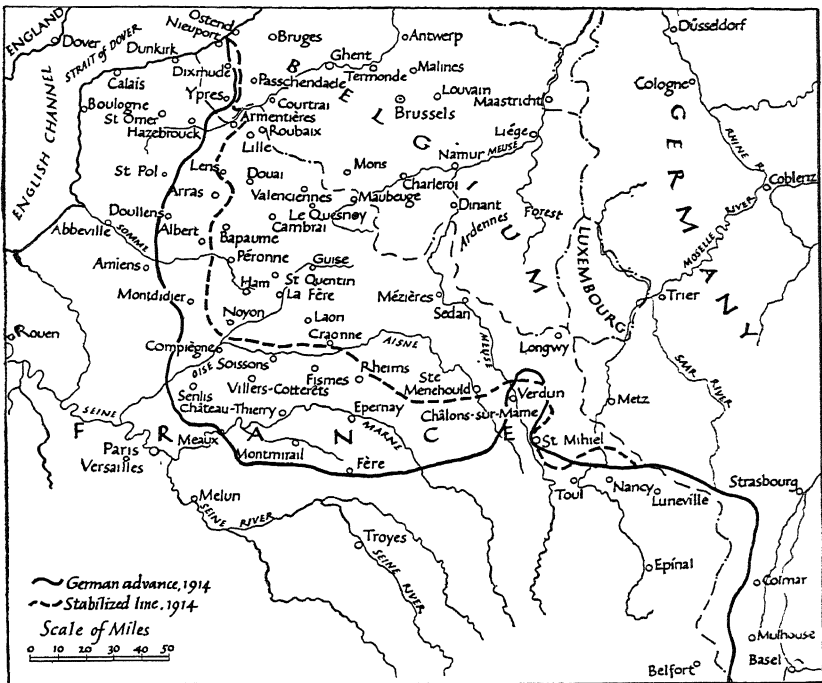 ENGLAND
Dover
STRAIT OF DOVER
ENGLISH CHANNEL
Ostend
Nieuport
Bruges
Antwerp
Düsseldorf
Dunkirk
Dixmude
Ghent
Termonde
Malines
Calais
Passchendaele
Cologne
Boulogne
Ypres
Courtrai
Louvain
Brussels
Maastricht
St Omer
Armentières
Hazebrouck
Roubaix
Lille
Liége
BELGIUM
GERMANY
RHINE R
Coblenz
St Pol
Lens
Douai
Mons
Namur
MEUSE
Charleroi
Arras
Valenciennes
Maubeuge
Dinant
Le Quesnoy
Ardennes
Forest
Doullens
Abbeville
SOMME
Albert
Bapaume
Cambrai
LUXEMBOURG
MOSELLE RIVER
Amiens
Péronne
Guise
Ham
St Quentin
La Fère
Mézières
Sedan
Trier
Montdidier
Noyon
Laon
Craonne
AISNE
MEUSE
Longwy
Rouen
Compiègne
OISE
Soissons
Rheims
Ste
Menehould
SAAR RIVER
Senlis
Villers-Cotterêts
Fismes
Verdun
Metz
Château-Thierry
Epernay
Châlons-sur-Marne
SEINE
FRANCE
MARNE
Meaux
St Mihiel
Paris
Versailles
Montmirail
Fère
Toul
Nancy
Luneville
Strasbourg
Melun
SEINE RIVER
Troyes
SEINE RIVER
Epinal
Colmar
Mulhouse
Belfort
Basel
German advance, 1914
Stabilized line, 1914
Scale of Miles
0 10 20 30 40 50